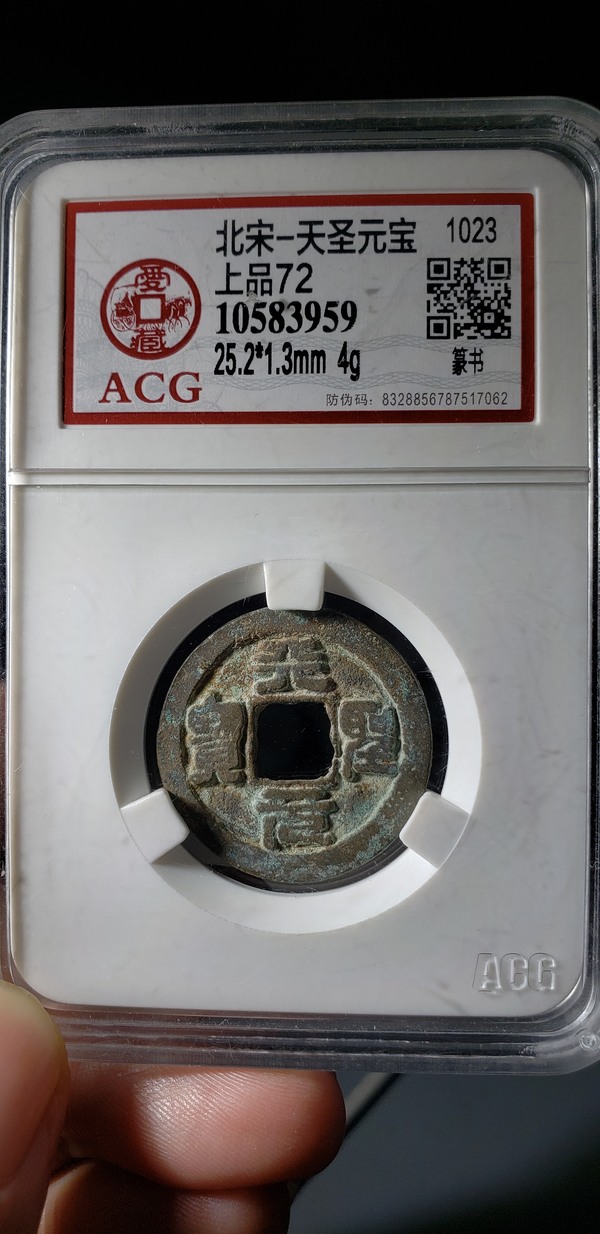 北宋-天圣元宝 1023
上品72
10583959
25.2*1.3mm 4g 篆书
防伪码: 8328856787517062
愛藏
ACG
天聖元寶
ACG